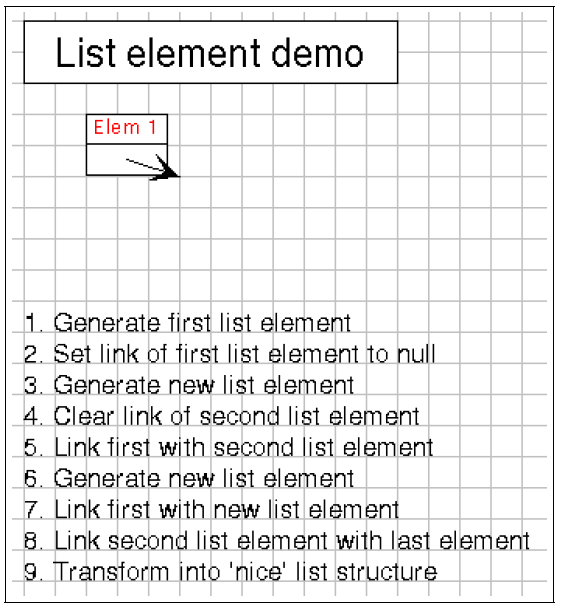 List element demo
Elem 1
1. Generate first list element
2. Set link of first list element to null
3. Generate new list element
4. Clear link of second list element
5. Link first with second list element
6. Generate new list element
7. Link first with new list element
8. Link second list element with last element
9. Transform into 'nice' list structure